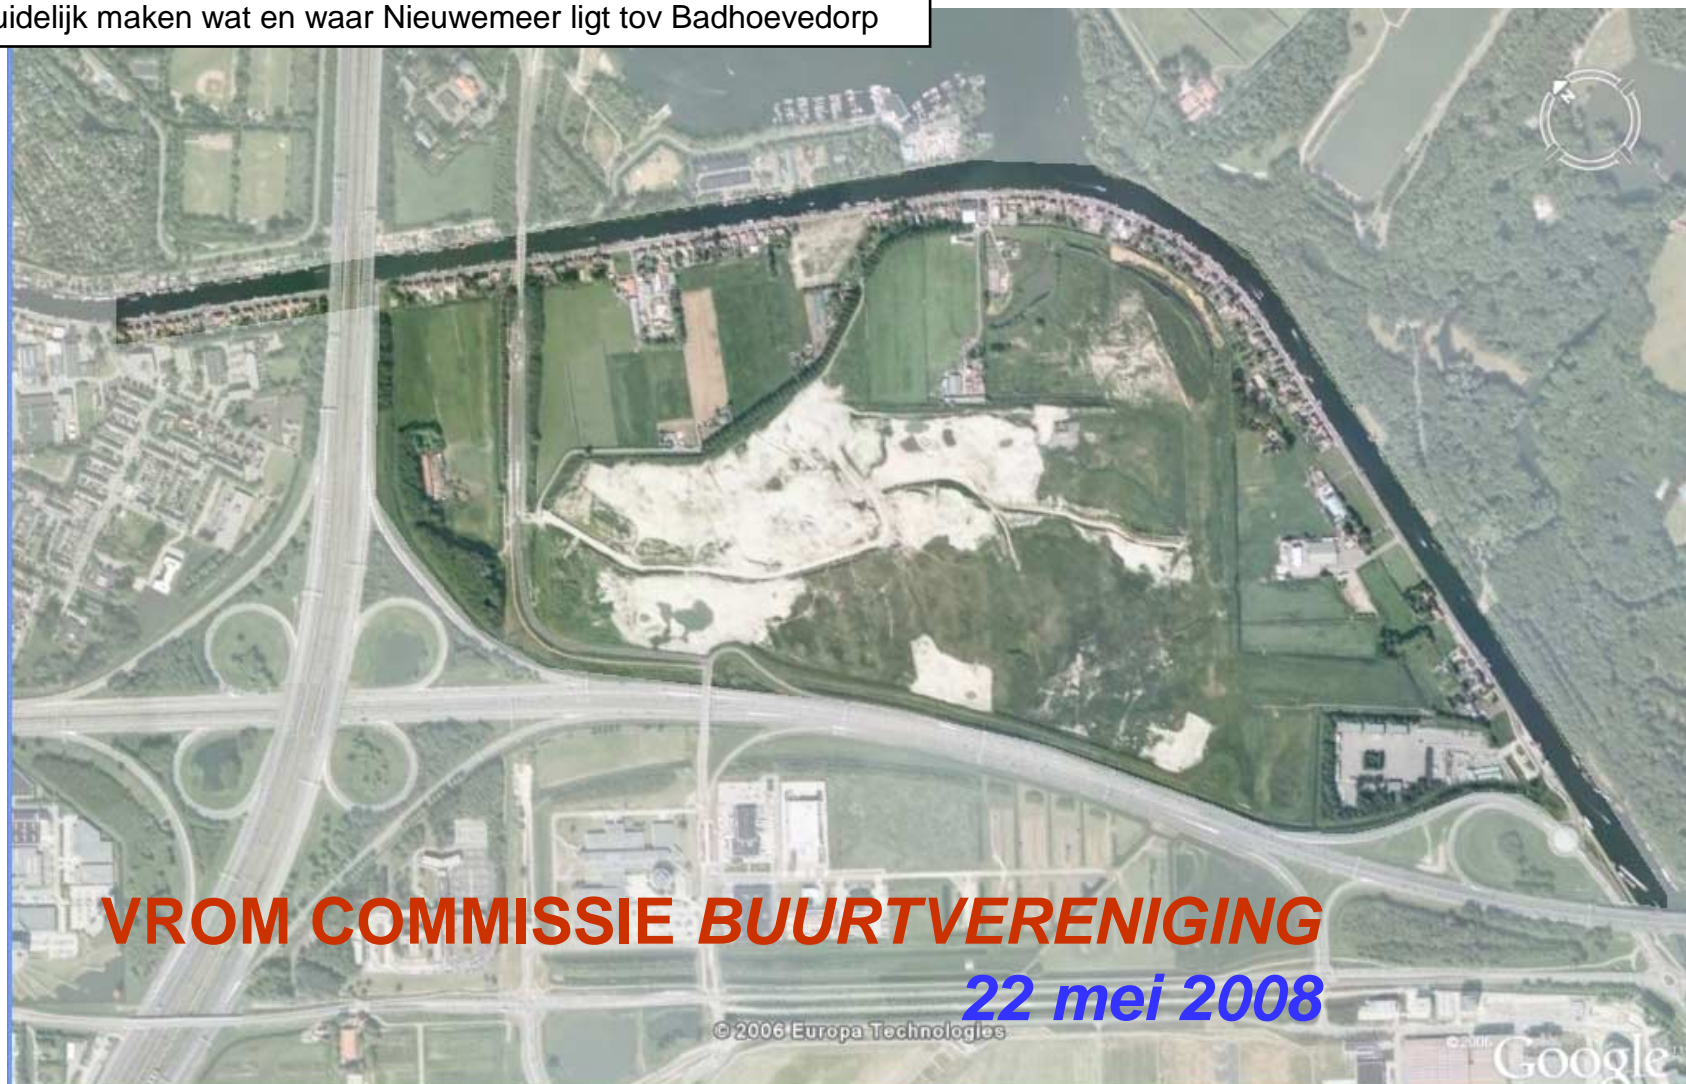 uidelijk maken wat en waar Nieuwemeer ligt tov Badhoevedorp
N
VROM COMMISSIE BUURTVERENIGING
22 mei 2008
© 2006 Europa Technologies
©2006 Google